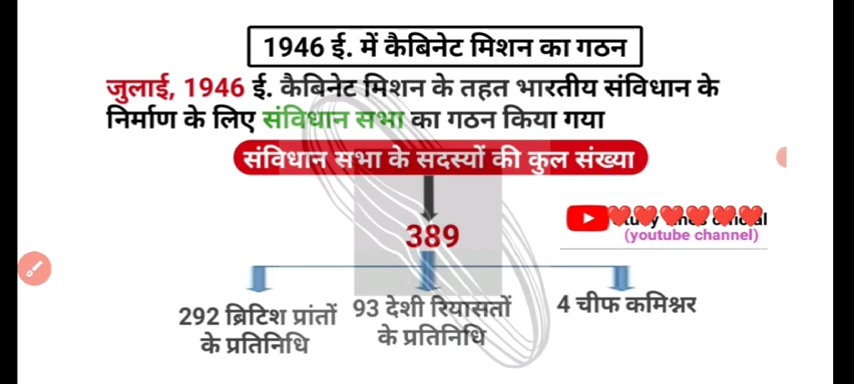 1946 ई. में कैबिनेट मिशन का गठन
जुलाई, 1946 ई. कैबिनेट मिशन के तहत भारतीय संविधान के
निर्माण के लिए संविधान सभा का गठन किया गया
संविधान सभा के सदस्यों की कुल संख्या
389
(youtube channel)
292 ब्रिटिश प्रांतों
के प्रतिनिधि
93 देशी रियासतों
के प्रतिनिधि
4 चीफ कमिश्नर